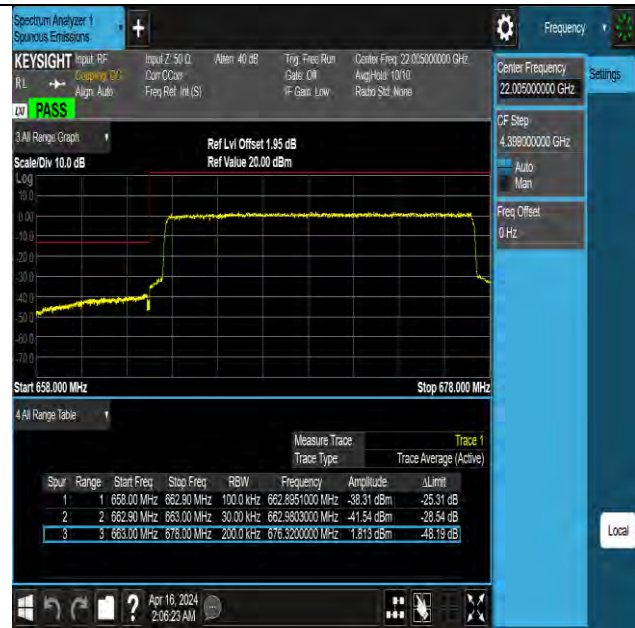 Spectrum Analyzer 1
Spurious Emissions
Frequency
KEYSIGHT Input: RF Input Z: 50 Ω Atten: 40 dB Trig: Free Run Center Freq: 22.005000000 GHz
RL Coupling: DC Corr CCorr Gate: Off Avg|Hold: 10/10
Align: Auto Freq Ref: Int (S) IF Gain: Low Radio Std: None
LXI PASS
Center Frequency
22.005000000 GHz
Settings
CF Step
4.399000000 GHz
Auto
Man
Freq Offset
0 Hz
3 All Range Graph
Ref Lvl Offset 1.95 dB
Scale/Div 10.0 dB Ref Value 20.00 dBm
Log
10.0
0.00
-10.0
-20.0
-30.0
-40.0
-50.0
-60.0
-70.0
Start 658.000 MHz Stop 678.000 MHz
4 All Range Table
Measure Trace Trace 1
Trace Type Trace Average (Active)
Spur Range Start Freq Stop Freq RBW Frequency Amplitude ΔLimit
1 1 658.00 MHz 662.90 MHz 100.0 kHz 662.8951000 MHz -38.31 dBm -25.31 dB
2 2 662.90 MHz 663.00 MHz 30.00 kHz 662.9803000 MHz -41.54 dBm -28.54 dB
3 3 663.00 MHz 678.00 MHz 200.0 kHz 676.3200000 MHz 1.813 dBm -48.19 dB
Local
?
Apr 16, 2024
2:06:23 AM